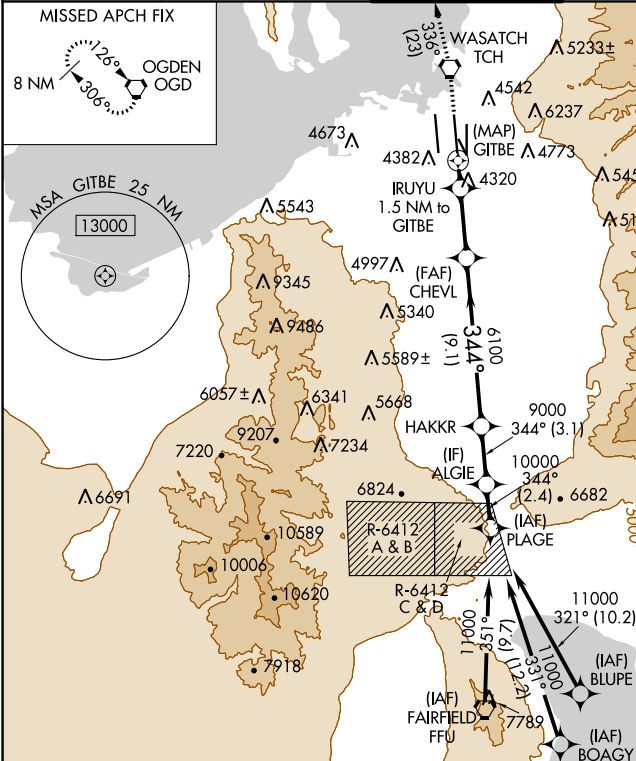 MISSED APCH FIX
126°
8 NM
306°
OGDEN
OGD
336°
(23)
WASATCH
TCH
5233±
4542
6237
(MAP)
GITBE
4673
4382
4773
IRUYU
1.5 NM to
GITBE
4320
MSA GITBE 25 NM
13000
5543
4997
(FAF)
CHEVL
9345
5340
9486
5589±
6100
344°
(9.1)
6057±
6341
5668
HAKKR
9000
344° (3.1)
9207
7220
7234
(IF)
ALGIE
10000
344°
(2.4)
6691
6824
6682
R-6412
A & B
(IAF)
PLAGE
5000
10589
10006
R-6412
C & D
10620
11000
321° (10.2)
11000
351°
(9.7)
11000
331°
(12.2)
7918
(IAF)
BLUPE
(IAF)
FAIRFIELD
FFU
7789
(IAF)
BOAGY